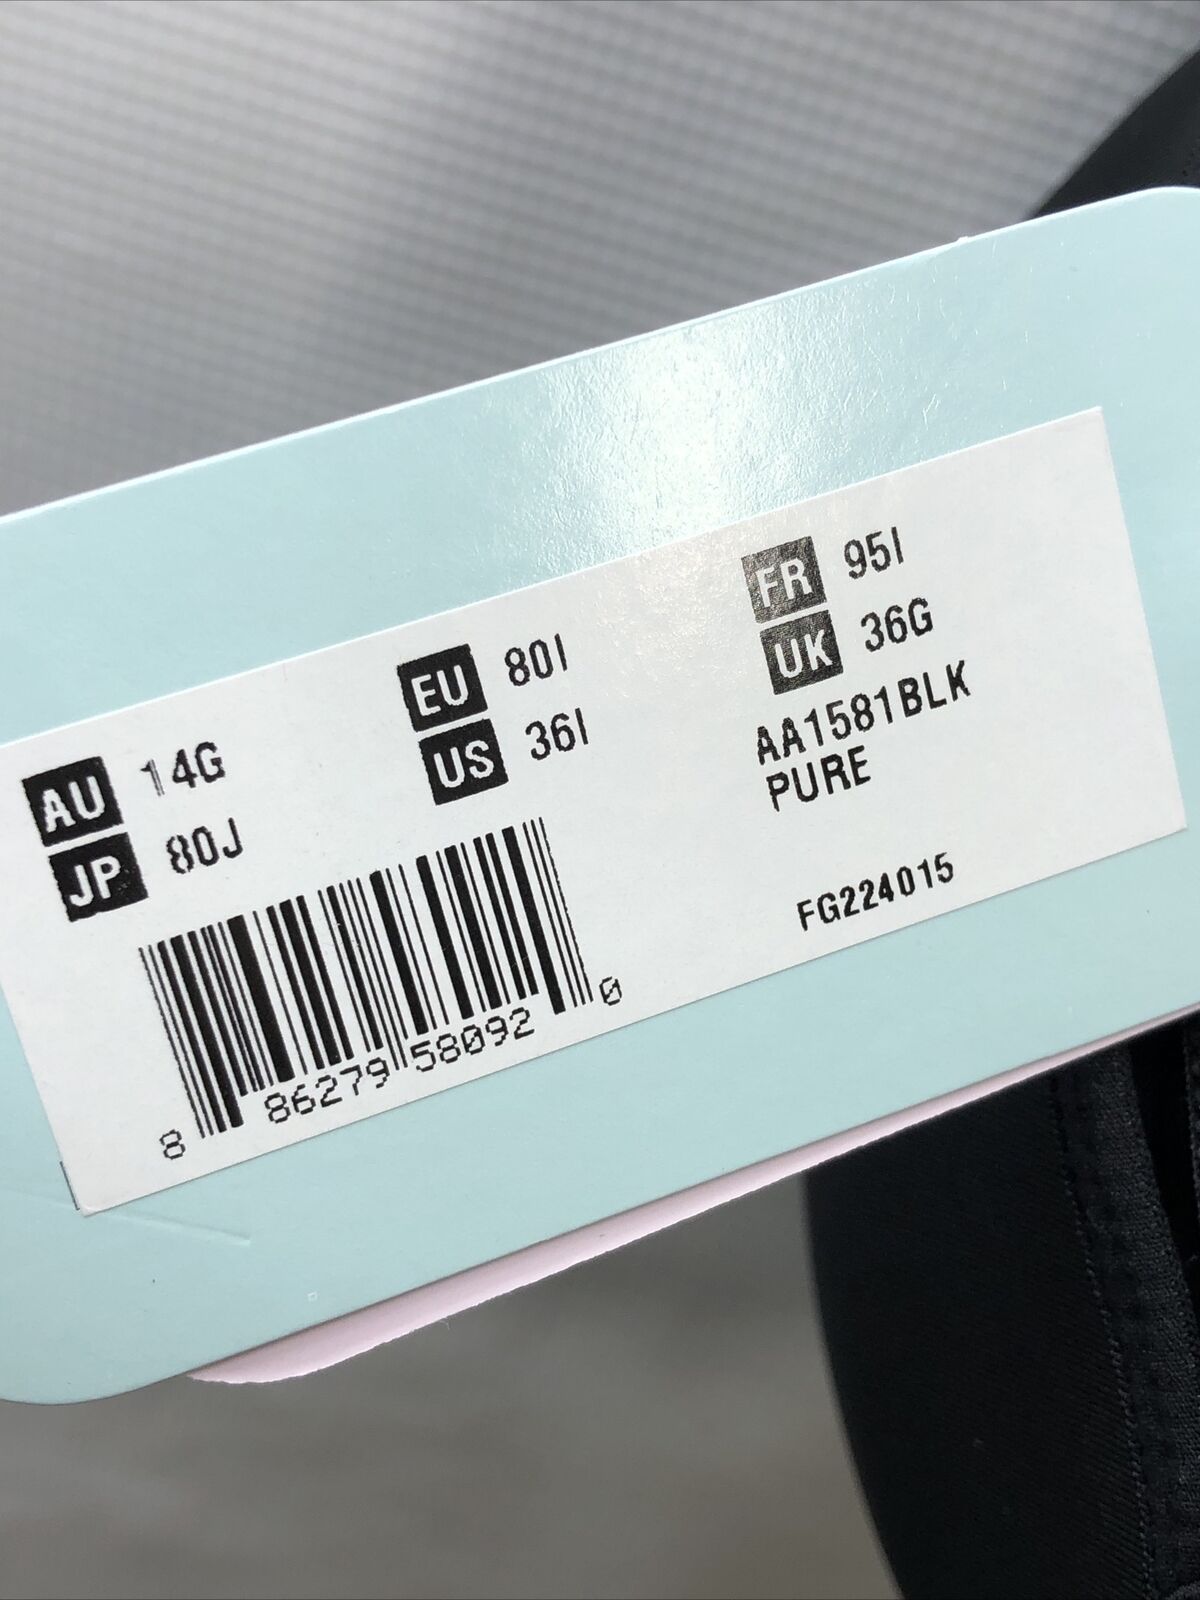 AU 14G
JP 80J
EU 80I
US 36I
FR 95I
UK 36G
AA1581BLK
PURE
FG224015
8 86279 58092 0